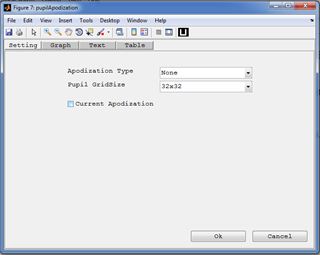 Figure 7: pupilApodization
File Edit View Insert Tools Desktop Window Help
Setting Graph Text Table
Apodization Type None
Pupil GridSize 32x32
Current Apodization
Ok Cancel